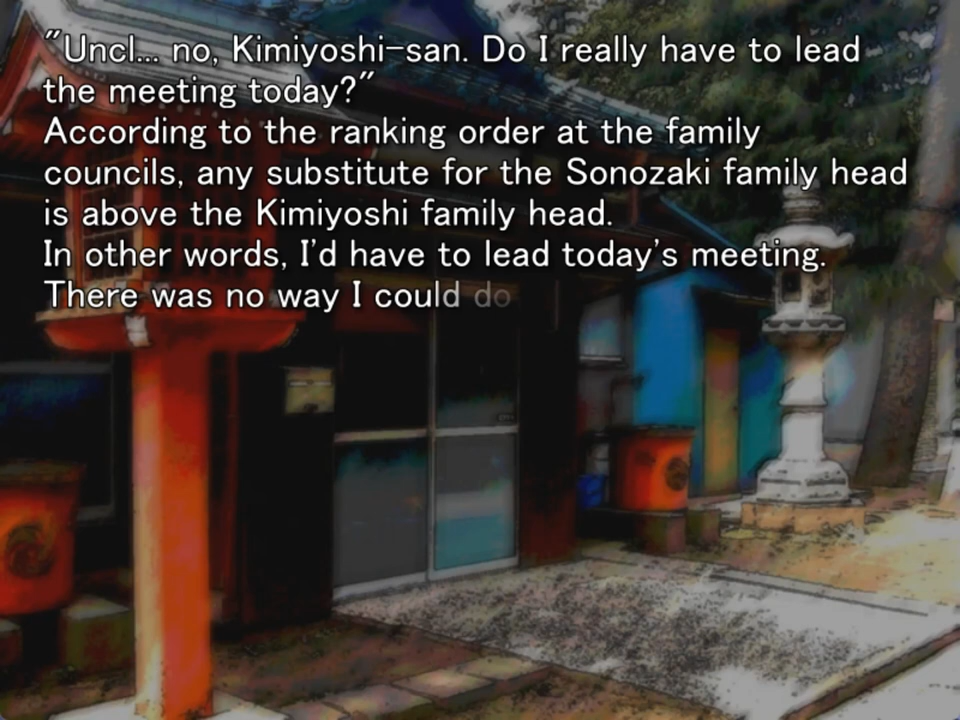 "Uncl... no, Kimiyoshi-san. Do I really have to lead
the meeting today?"
According to the ranking order at the family
councils, any substitute for the Sonozaki family head
is above the Kimiyoshi family head.
In other words, I'd have to lead today's meeting.
There was no way I could do